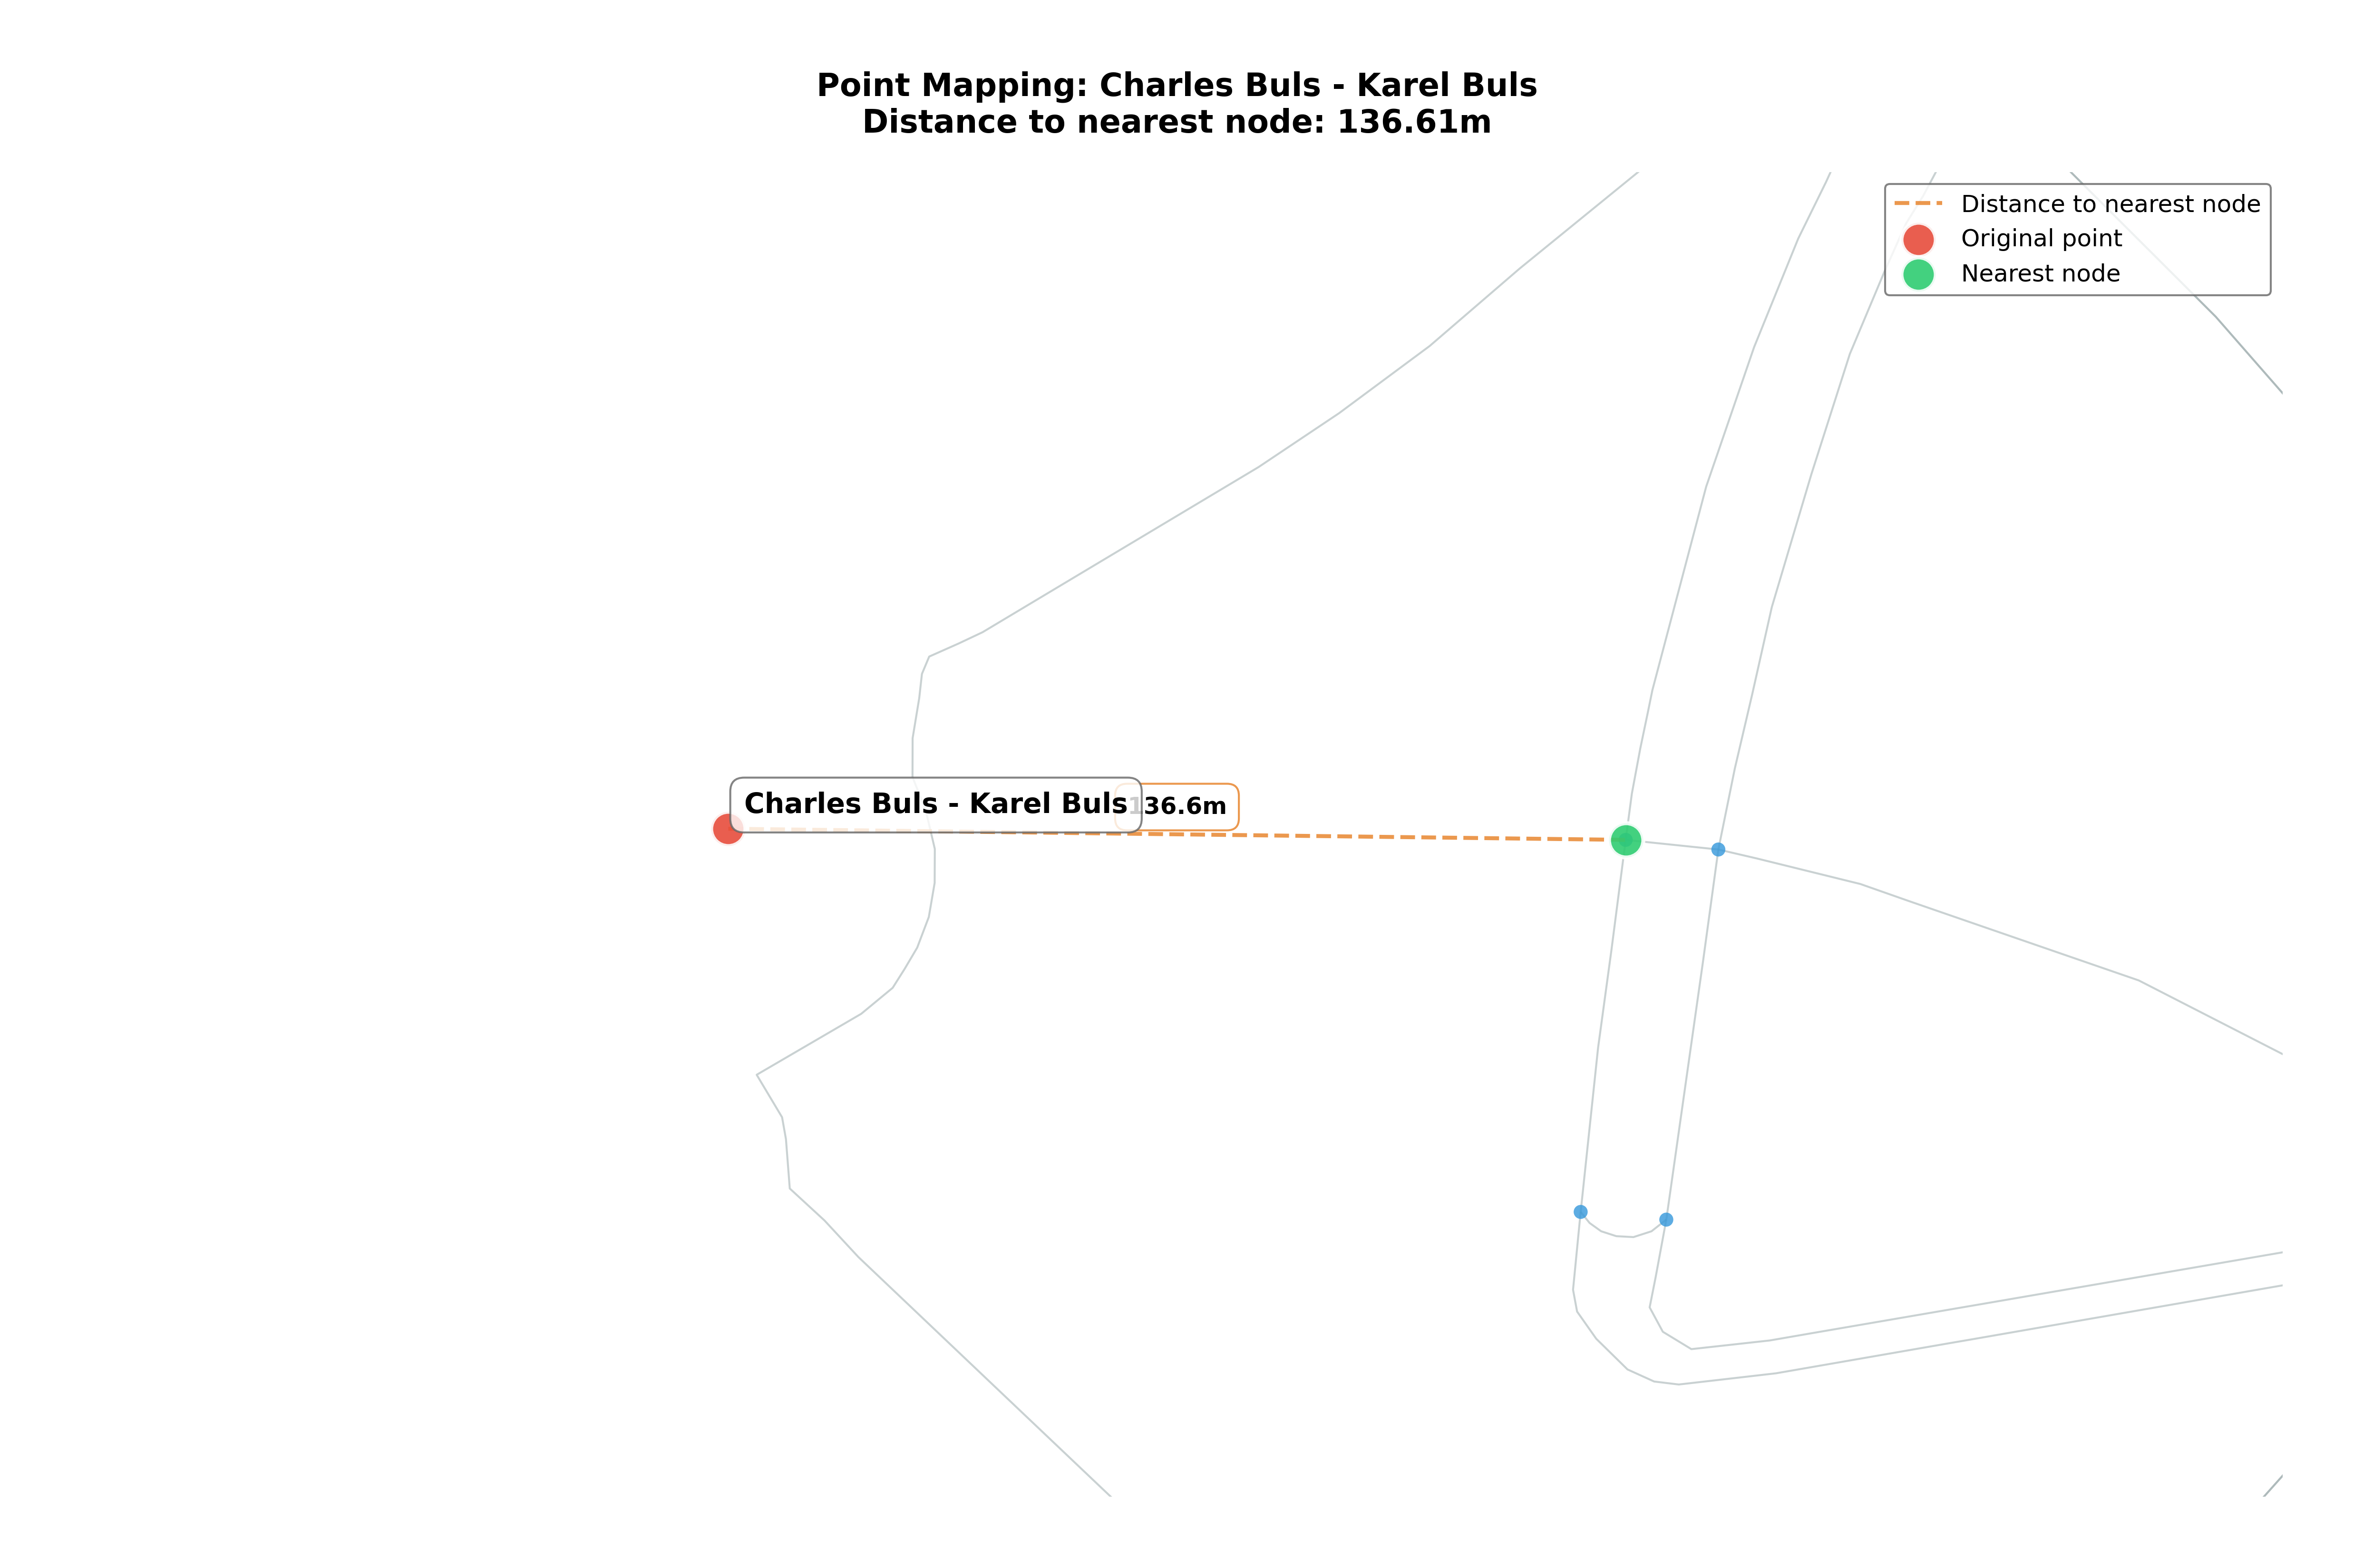 Point Mapping: Charles Buls - Karel Buls
Distance to nearest node: 136.61m
Distance to nearest node
Original point
Nearest node
Charles Buls - Karel Buls
136.6m